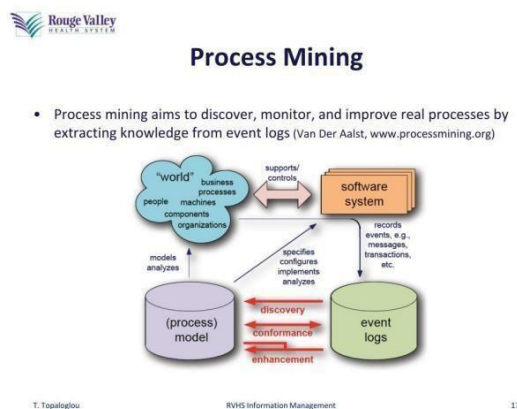 Rouge Valley
HEALTH SYSTEM
Process Mining
• Process mining aims to discover, monitor, and improve real processes by
extracting knowledge from event logs (Van Der Aalst, www.processmining.org)
"world"
business
processes
people machines
components
organizations
supports/
controls
software
system
models
analyzes
specifies
configures
implements
analyzes
records
events, e.g.,
messages,
transactions,
etc.
(process)
model
discovery
conformance
enhancement
event
logs
T. Topaloglou
RVHS Information Management
17